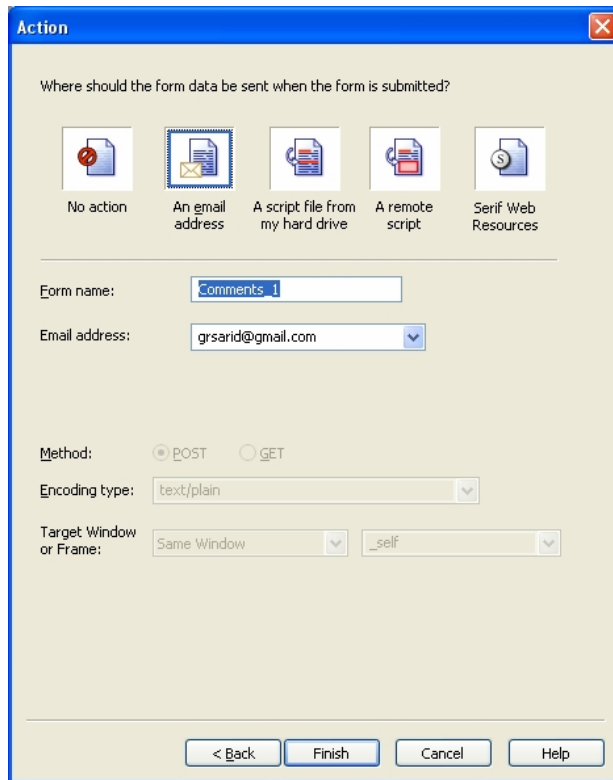 Action
Where should the form data be sent when the form is submitted?
No action
An email
address
A script file from
my hard drive
A remote
script
S
Serif Web
Resources
Form name:
Comments_1
Email address:
grsarid@gmail.com
Method:
POST
GET
Encoding type:
text/plain
Target Window
or Frame:
Same Window
_self
< Back
Finish
Cancel
Help